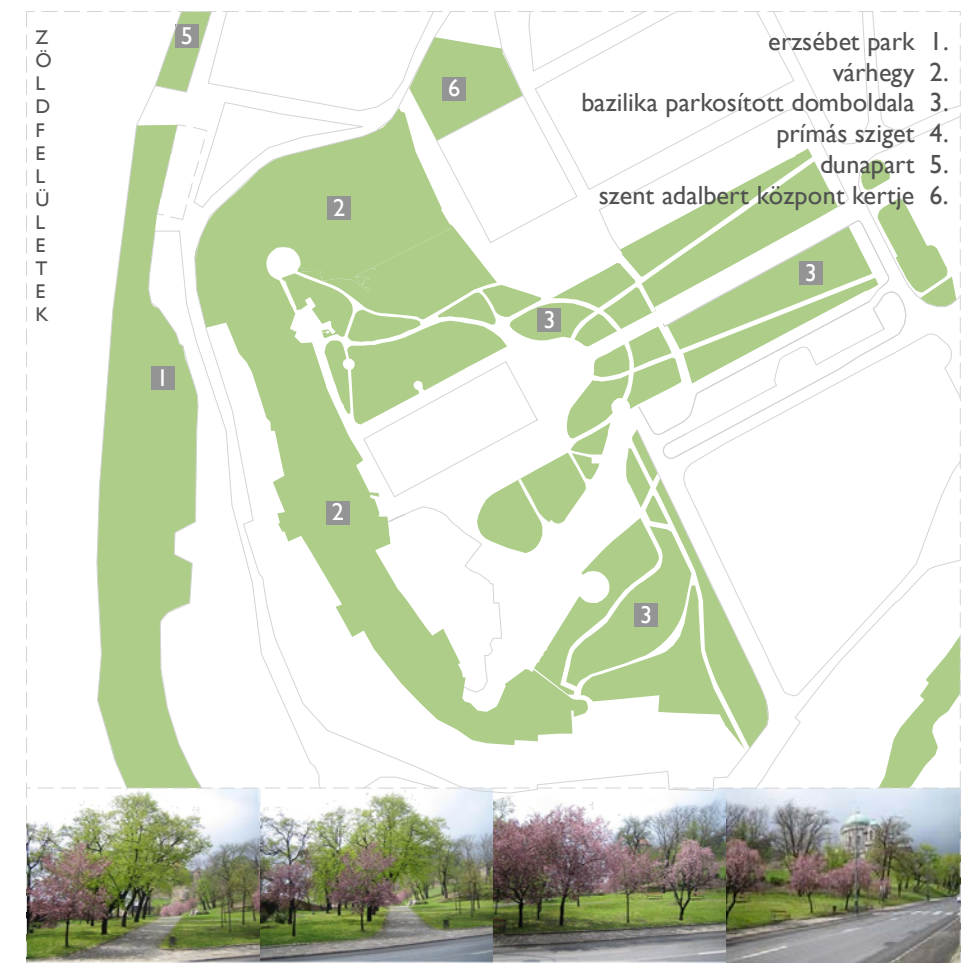 ZÖLDFELÜLETEK
erzsébet park 1.
várhegy 2.
bazilika parkosított domboldala 3.
prímás sziget 4.
dunapart 5.
szent adalbert központ kertje 6.
5
6
2
3
3
1
2
3